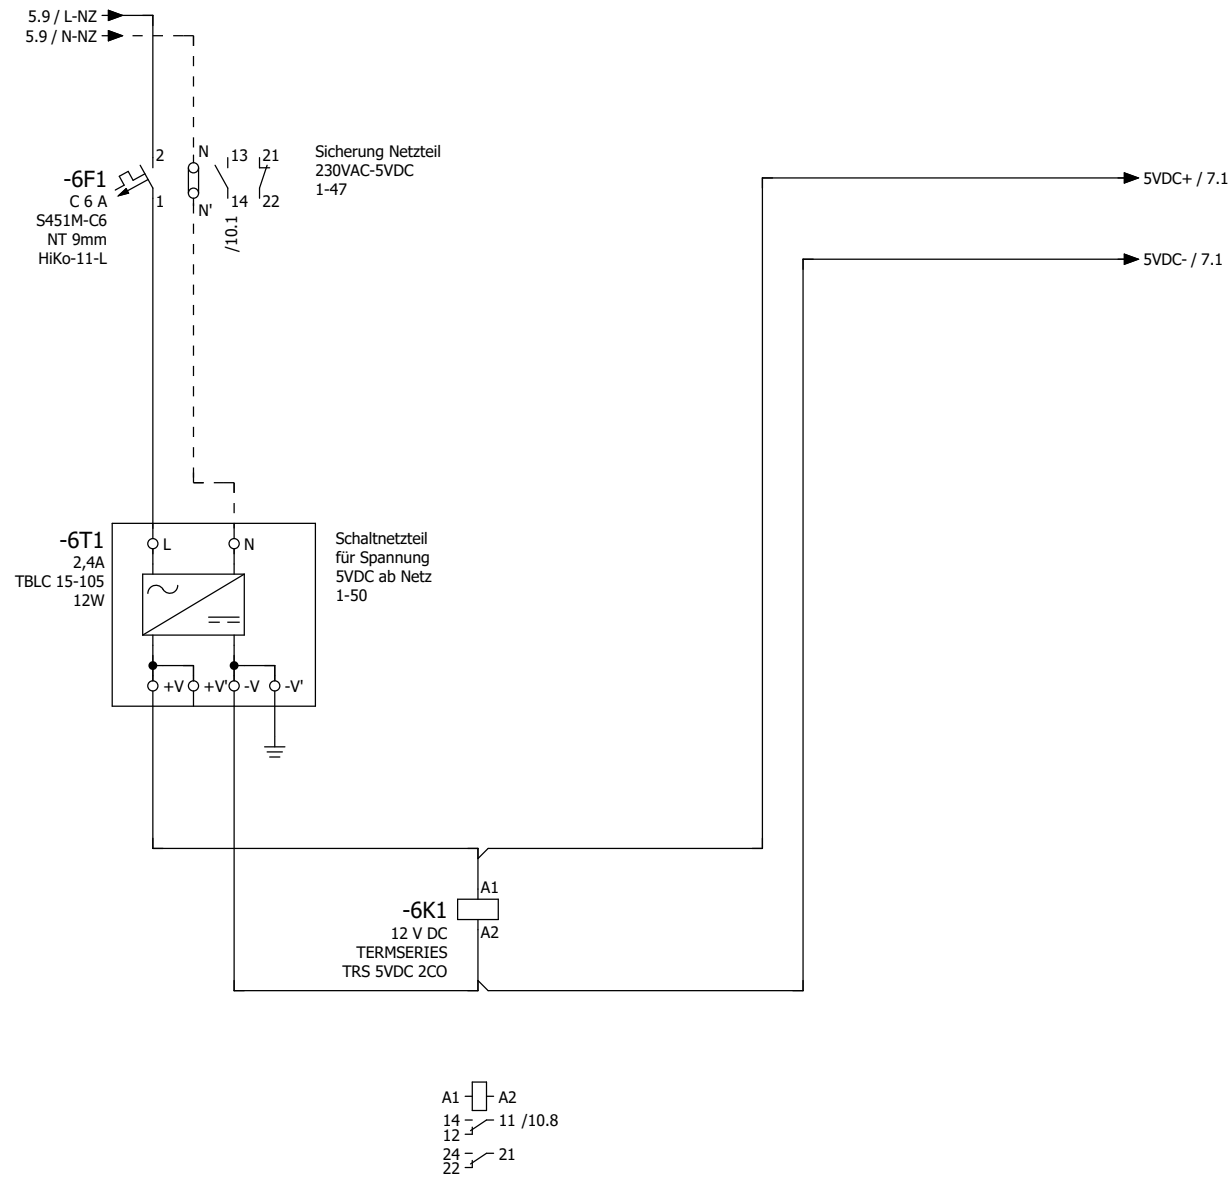 5.9 / L-NZ
5.9 / N-NZ
2
N
13
21
-6F1
C 6 A
S451M-C6
NT 9mm
HiKo-11-L
1
N'
14
22
/10.1
Sicherung Netzteil
230VAC-5VDC
1-47
5VDC+ / 7.1
5VDC- / 7.1
-6T1
2,4A
TBLC 15-105
12W
L
N
Schaltnetzteil
für Spannung
5VDC ab Netz
1-50
+V
+V'
-V
-V'
A1
-6K1
12 V DC
TERMSERIES
TRS 5VDC 2CO
A2
A1 A2
14 11 /10.8
12
24 21
22